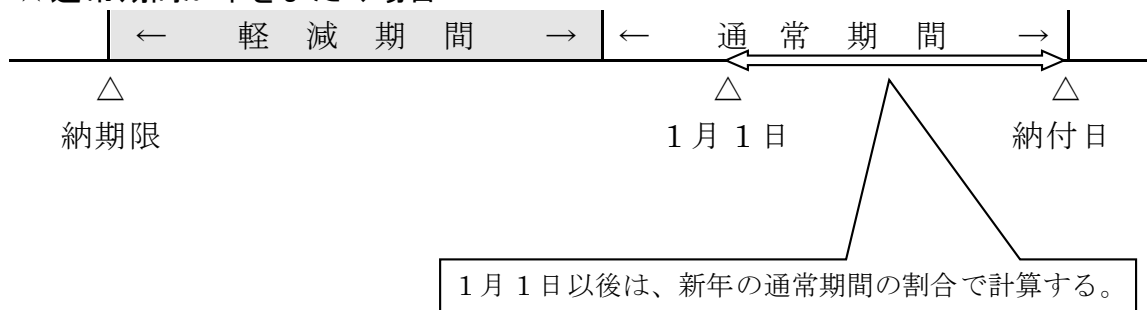 ← 軽 減 期 間 → ← 通 常 期 間 →
△ △ △
納期限 1月1日 納付日
1月1日以後は、新年の通常期間の割合で計算する。